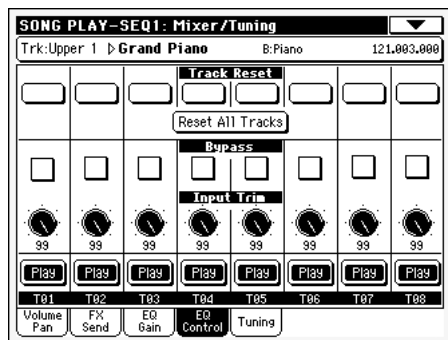 SONG PLAY-SEQ1: Mixer/Tuning
Trk:Upper 1 ▷Grand Piano B:Piano 121.003.000
Track Reset
Reset All Tracks
Bypass
Input Trim
99 99 99 99 99 99 99 99
Play Play Play Play Play Play Play Play
T01 T02 T03 T04 T05 T06 T07 T08
Volume Pan
FX Send
EQ Gain
EQ Control
Tuning